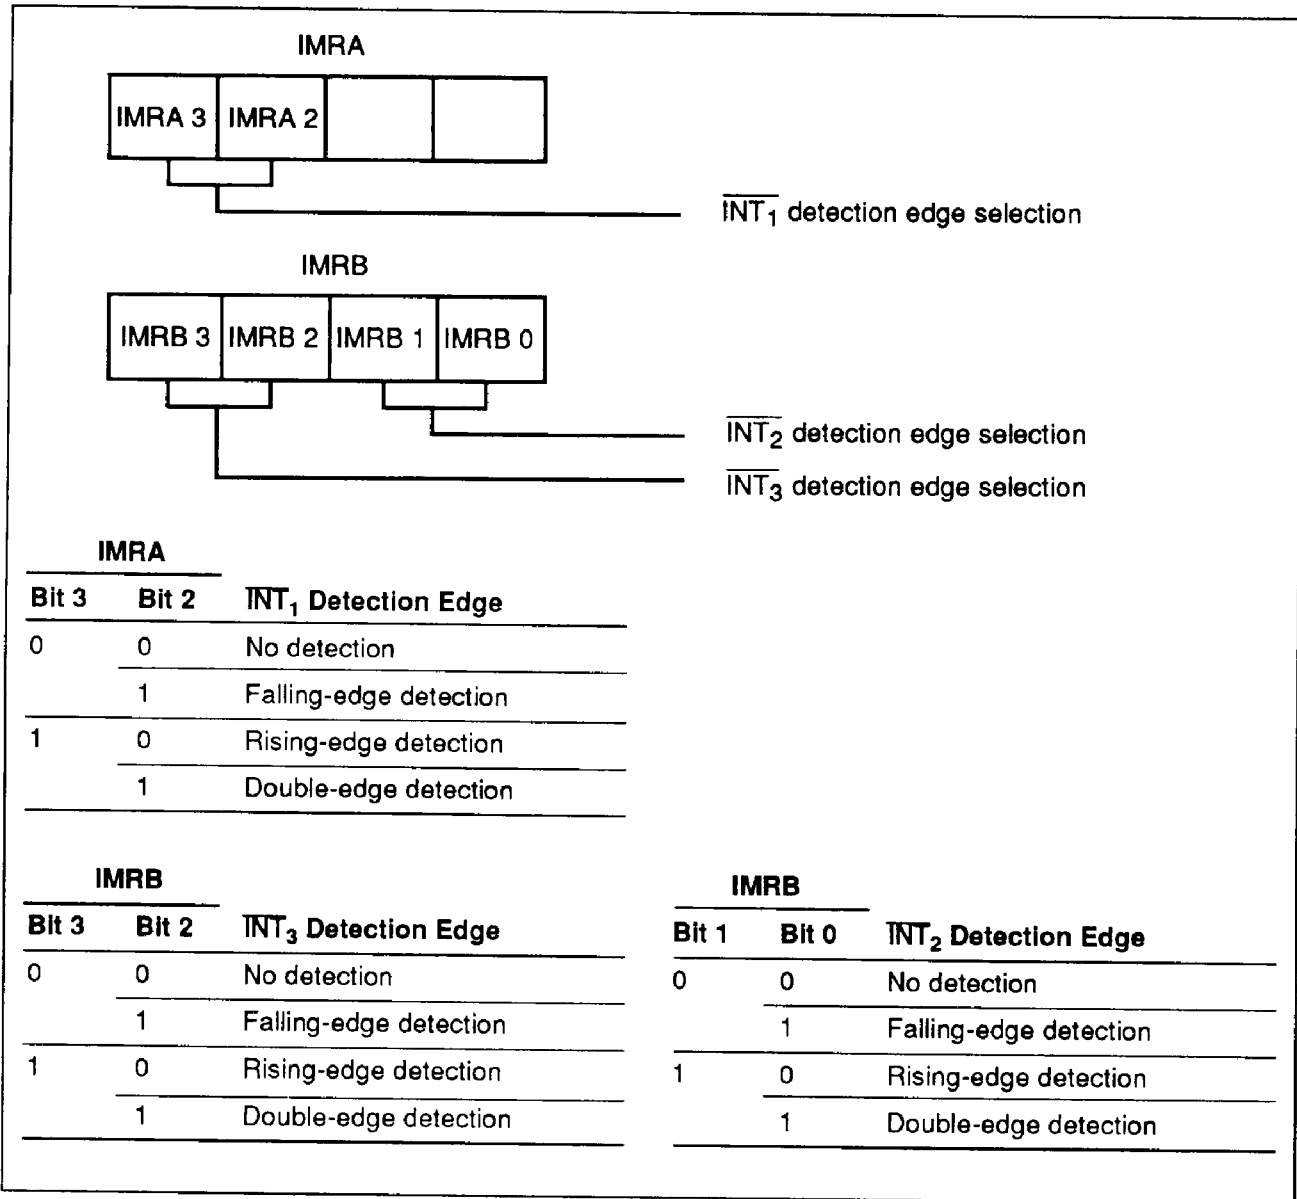 IMRA
IMRA 3 IMRA 2
INT1 detection edge selection
IMRB
IMRB 3 IMRB 2 IMRB 1 IMRB 0
INT2 detection edge selection
INT3 detection edge selection
IMRA
Bit 3 Bit 2 INT1 Detection Edge
0 0 No detection
1 Falling-edge detection
1 0 Rising-edge detection
1 Double-edge detection
IMRB
Bit 3 Bit 2 INT3 Detection Edge
0 0 No detection
1 Falling-edge detection
1 0 Rising-edge detection
1 Double-edge detection
IMRB
Bit 1 Bit 0 INT2 Detection Edge
0 0 No detection
1 Falling-edge detection
1 0 Rising-edge detection
1 Double-edge detection